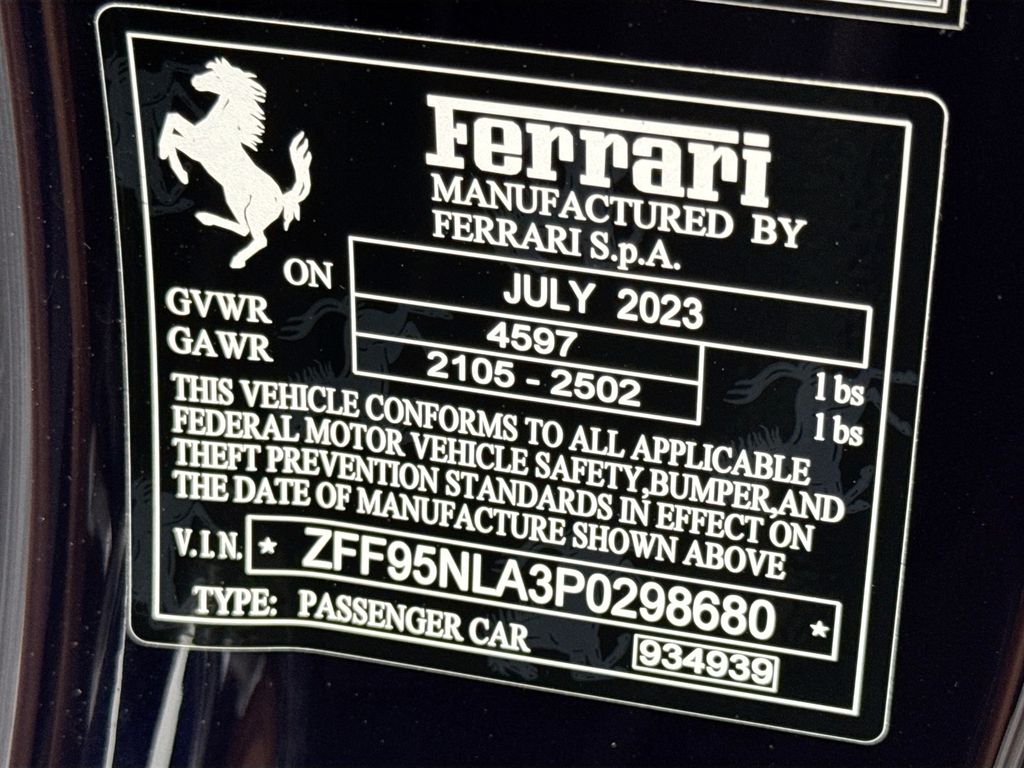 Ferrari
MANUFACTURED BY
FERRARI S.p.A.
ON JULY 2023
GVWR 4597 lbs
GAWR 2105 - 2502 lbs
THIS VEHICLE CONFORMS TO ALL APPLICABLE
FEDERAL MOTOR VEHICLE SAFETY,BUMPER,AND
THEFT PREVENTION STANDARDS IN EFFECT ON
THE DATE OF MANUFACTURE SHOWN ABOVE
V.I.N. * ZFF95NLA3P0298680 *
TYPE: PASSENGER CAR
934939